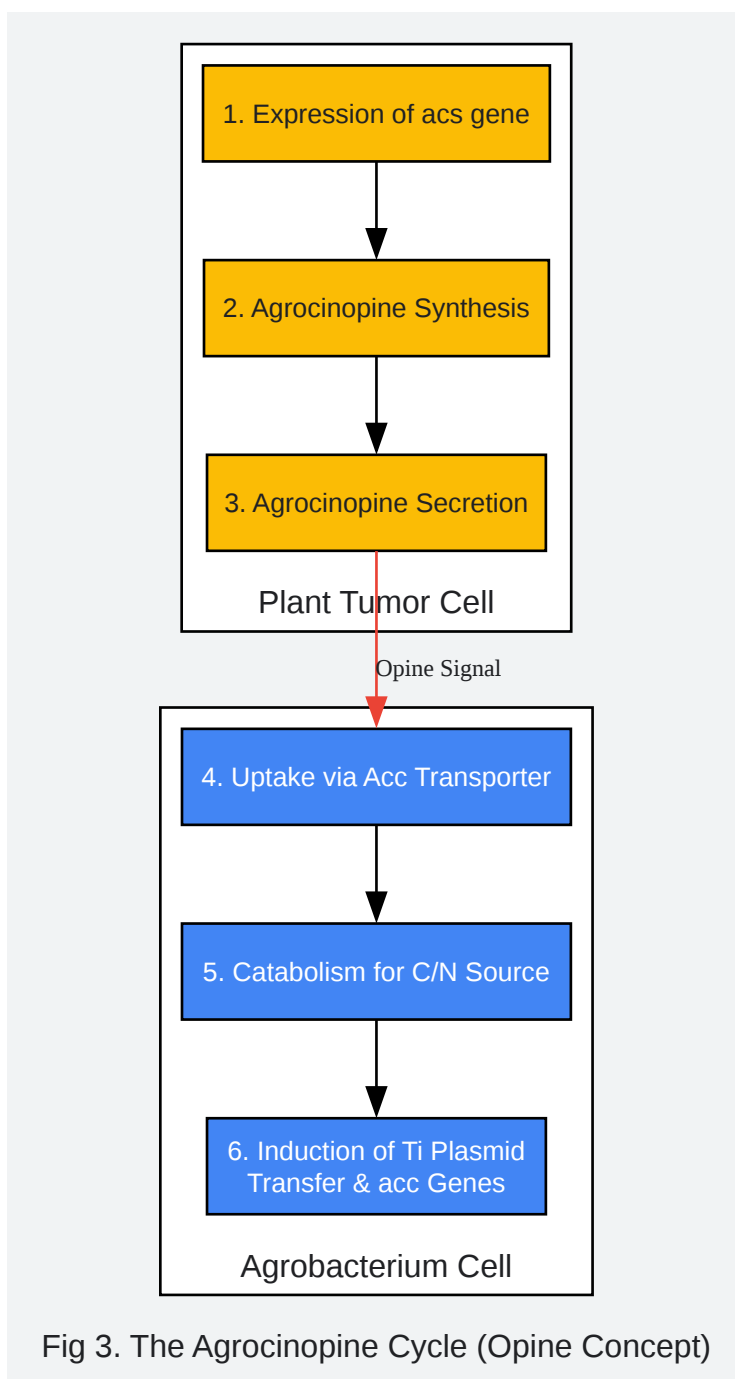 1. Expression of acs gene
2. Agrocinopine Synthesis
3. Agrocinopine Secretion
Plant Tumor Cell
Opine Signal
4. Uptake via Acc Transporter
5. Catabolism for C/N Source
6. Induction of Ti Plasmid
Transfer & acc Genes
Agrobacterium Cell
Fig 3. The Agrocinopine Cycle (Opine Concept)